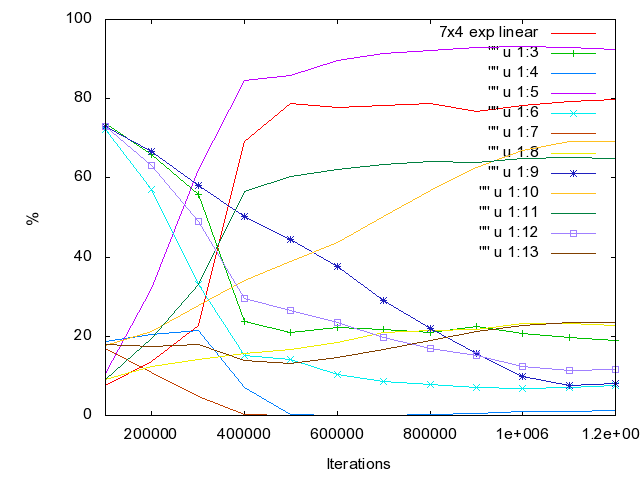 100
80
60
40
20
0
%
200000
400000
600000
800000
1e+006
1.2e+00
Iterations
7x4 exp linear
"" u 1:3
"" u 1:4
"" u 1:5
"" u 1:6
"" u 1:7
"" u 1:8
"" u 1:9
"" u 1:10
"" u 1:11
"" u 1:12
"" u 1:13